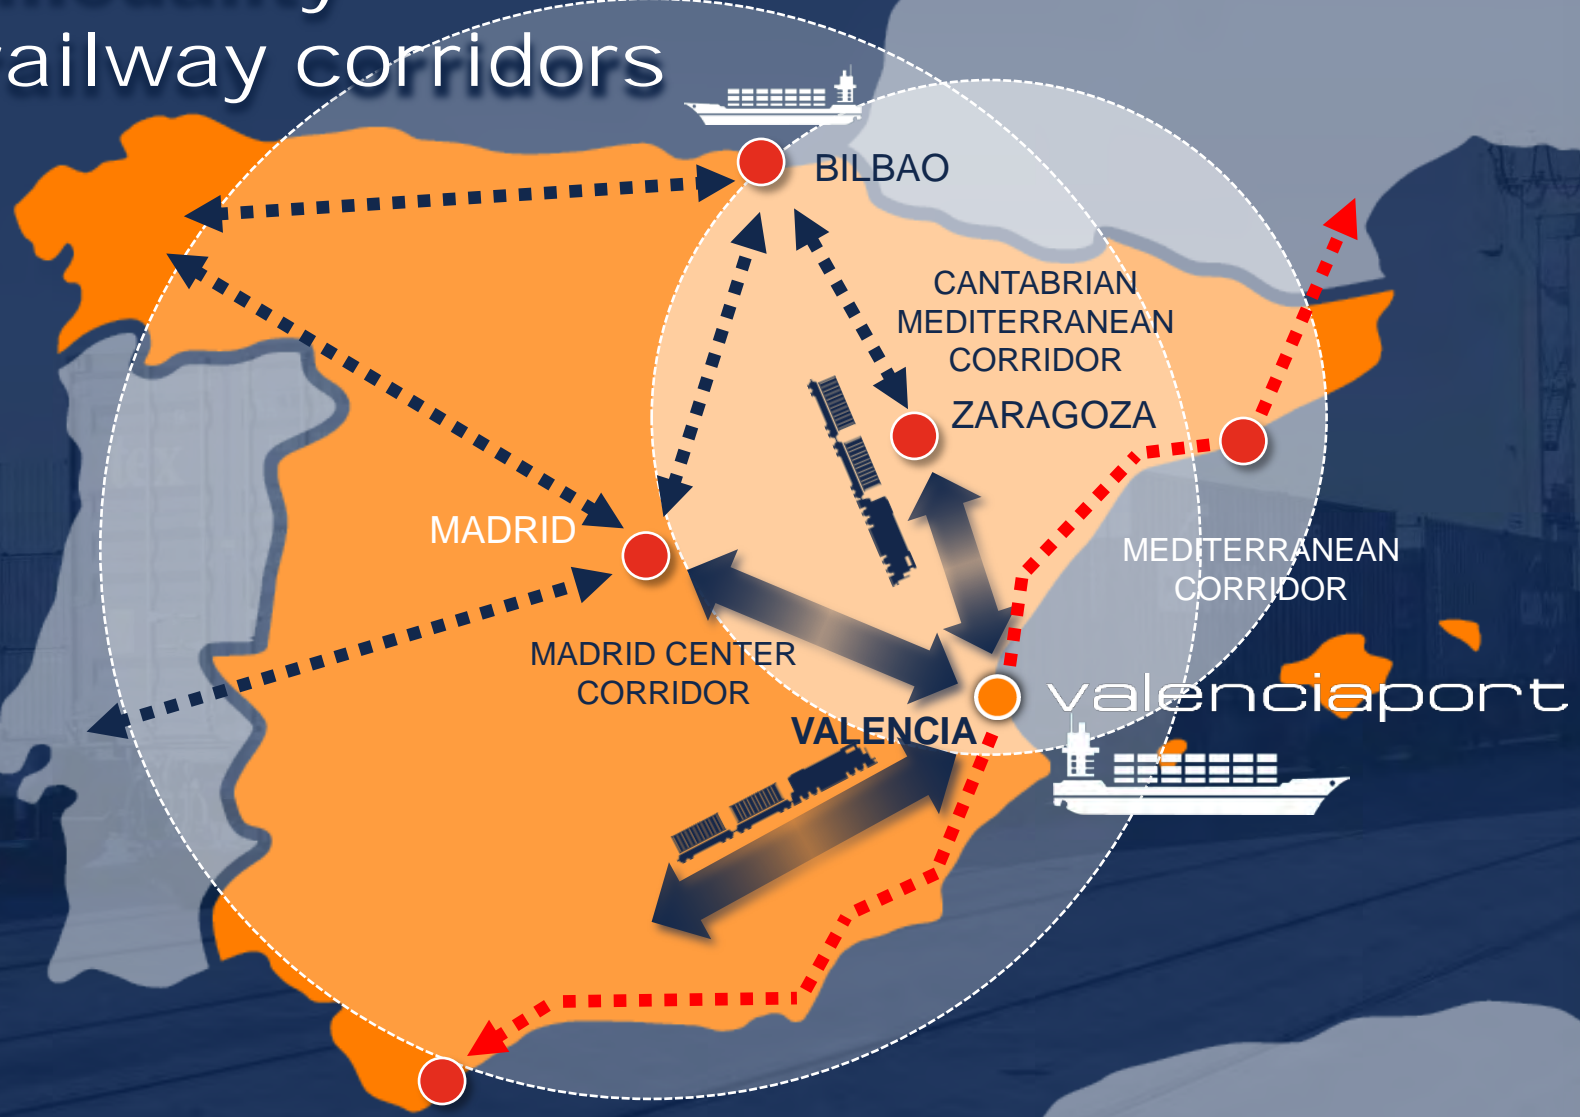 railway corridors
BILBAO
CANTABRIAN
MEDITERRANEAN
CORRIDOR
ZARAGOZA
MADRID
MEDITERRANEAN
CORRIDOR
MADRID CENTER
CORRIDOR
valenciaport
VALENCIA